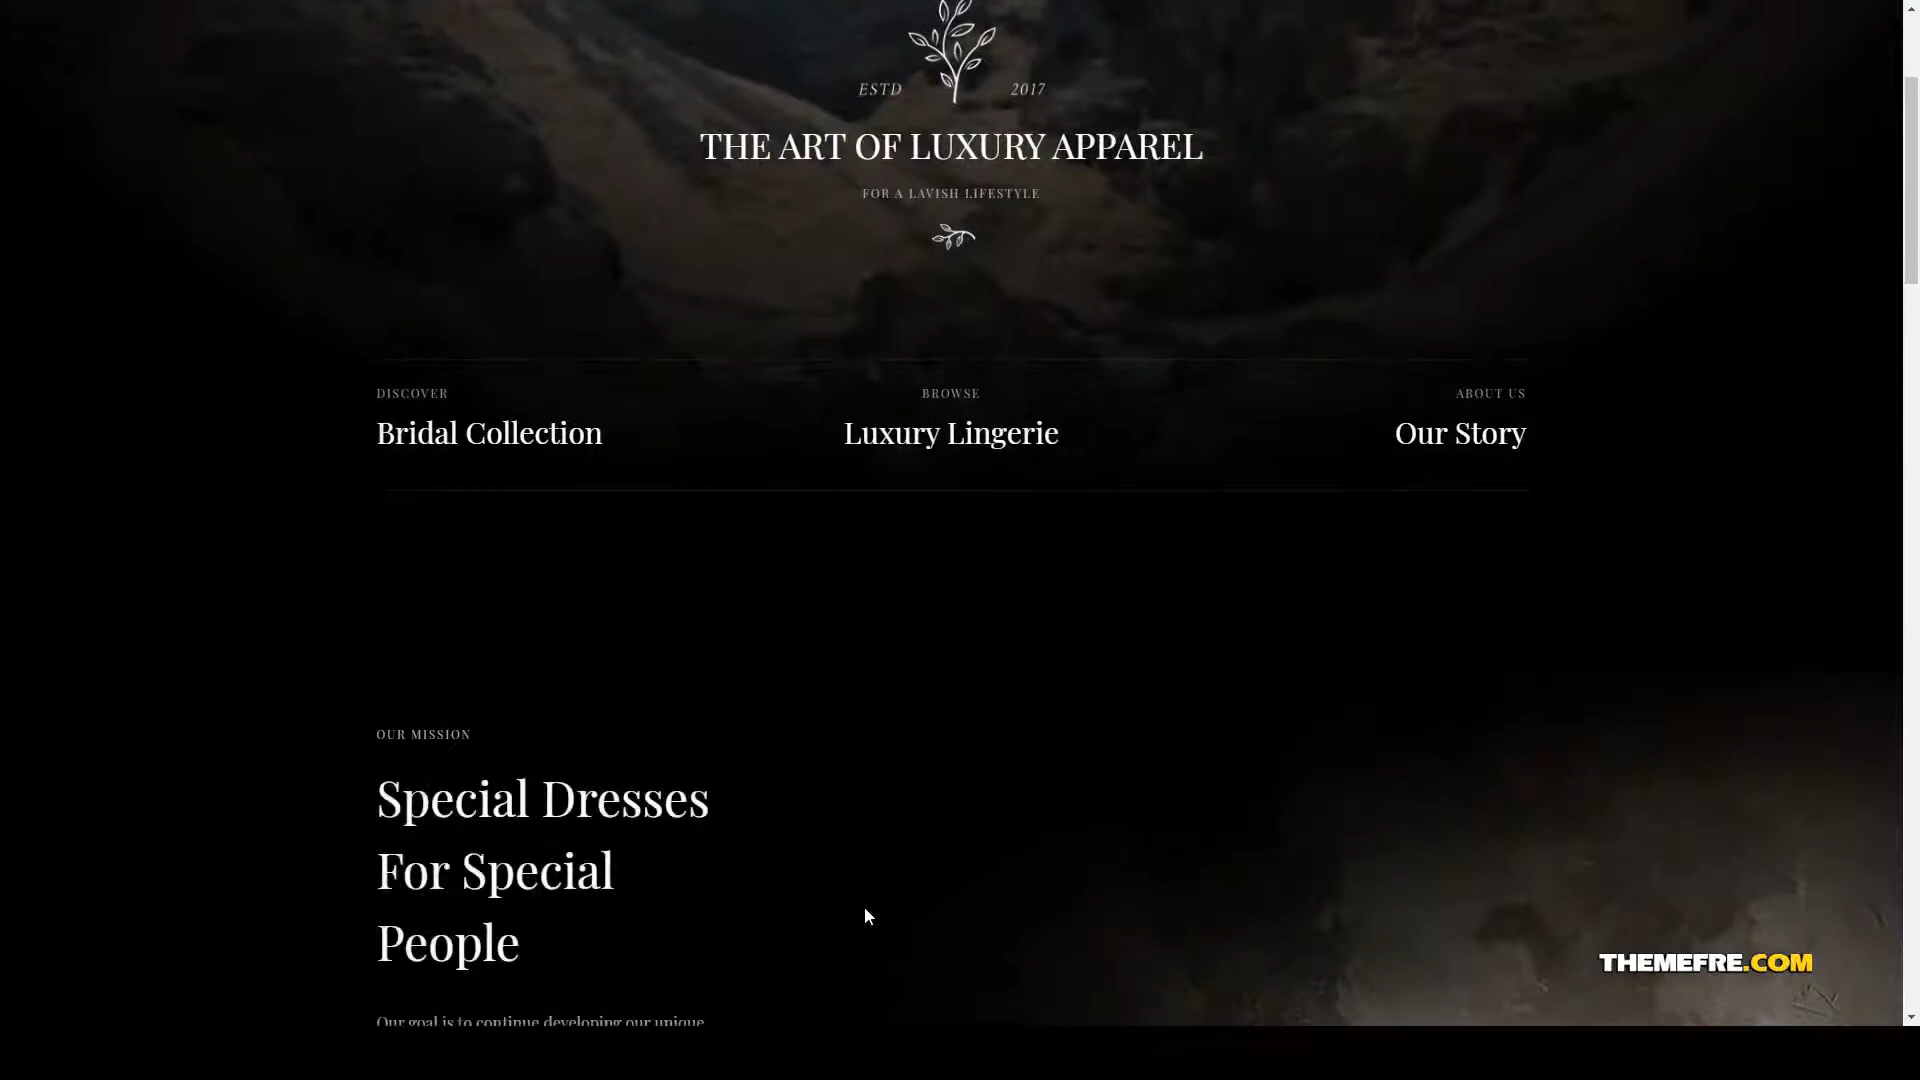 ESTD 2017
THE ART OF LUXURY APPAREL
FOR A LAVISH LIFESTYLE
DISCOVER
Bridal Collection
BROWSE
Luxury Lingerie
ABOUT US
Our Story
OUR MISSION
Special Dresses
For Special
People
Our goal is to continue developing our unique
THEMEFRE.COM